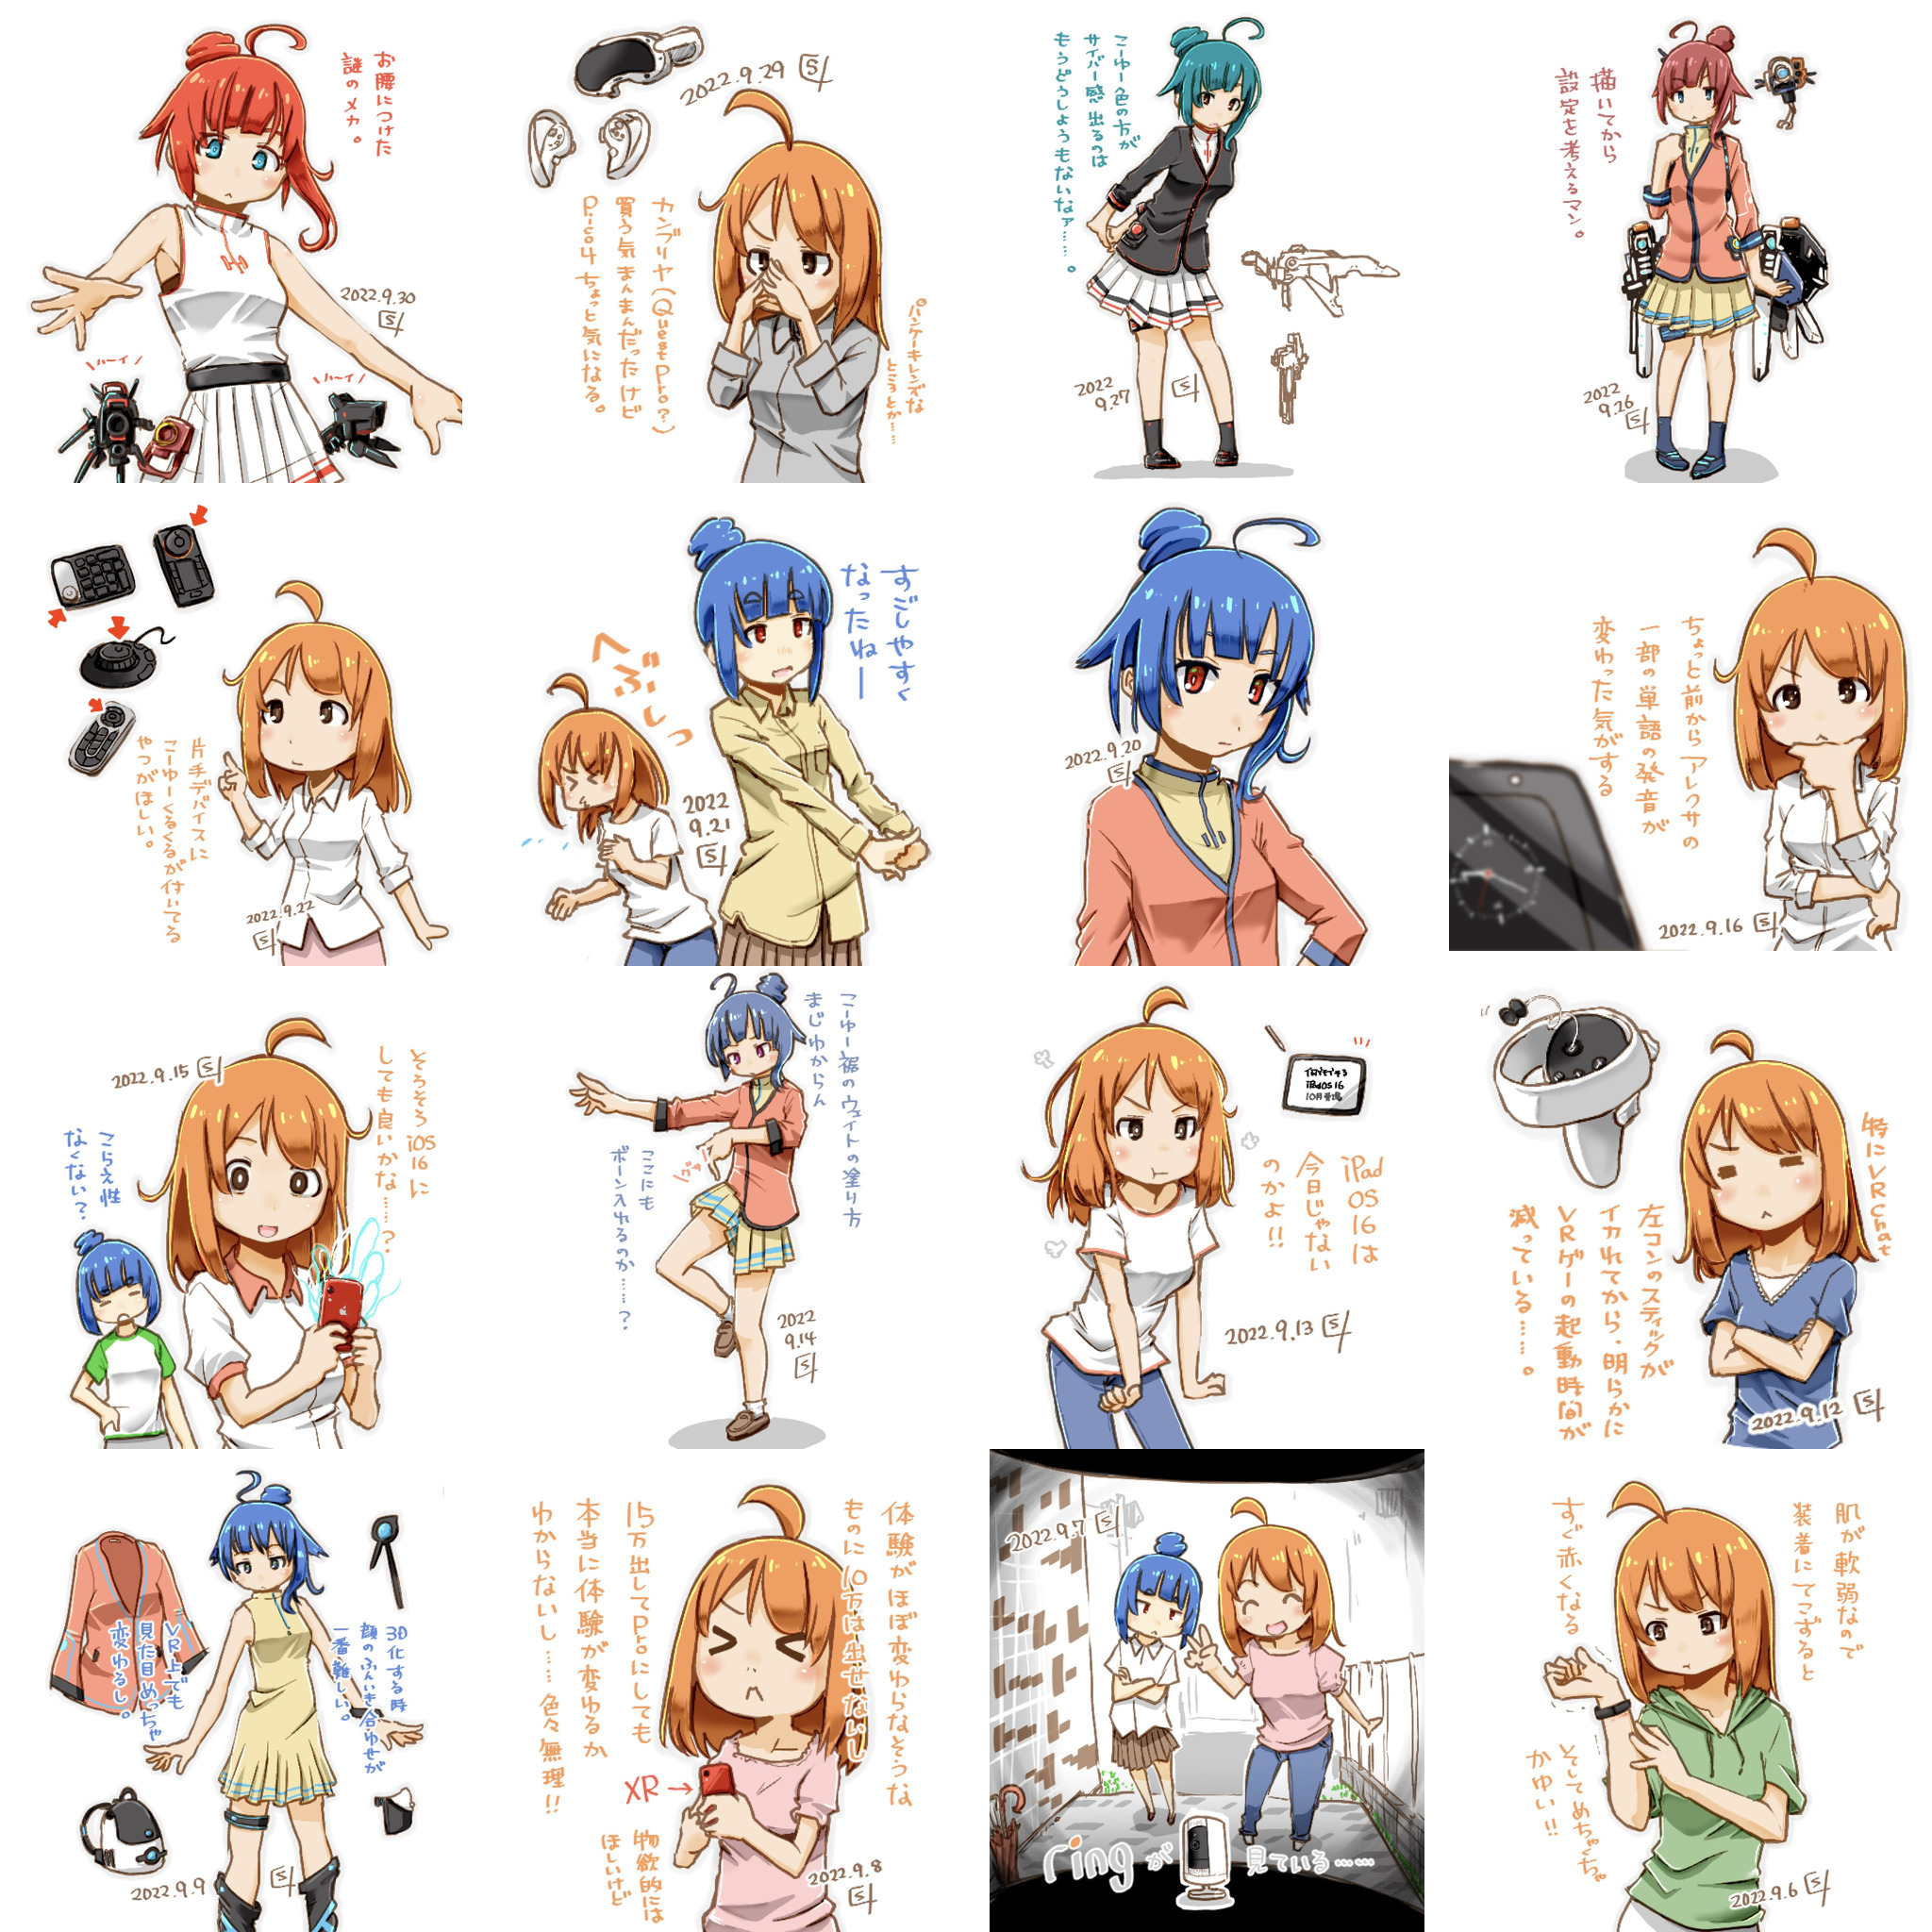 お腰につけた
謎のメカ。
2022.9.30
ハーイ
ハーイ
2022.9.29
カンブリヤ(Quest Pro?)
買う気まんまんだったけど
Pico4ちょっと気になる。
パンケーキレンズな
ところとか……
こーゆー色の方が
サイバー感出るのは
もうどうしようもないなァ……。
2022
9.27
描いてから
設定を考えるマン。
2022
9.26
片手デバイスに
こーゆーくるくるが付いてる
やつがほしい。
2022.9.22
すごしやすく
なったねー
へぶしっ
2022
9.21
2022.9.20
ちょっと前からアレクサの
一部の単語の発音が
変わった気がする
2022.9.16
2022.9.15
そろそろiOS16に
しても良いかな……?
こらえ性
なくない?
こーゆー裾のウェイトの塗り方
まじわからん
ここにも
ボーン入れるのか……?
グッ
2022
9.14
iPadOS16
10月登場
iPad
OS16は
今日じゃない
のかよ!!
2022.9.13
特にVRChat
左コンのスティックが
イカれてから、明らかに
VRゲーの起動時間が
減っている……。
2022.9.12
VR上でも
見た目めっちゃ
変わるし。
3D化する時
顔のふんいき合わせが
一番難しい。
2022.9.9
体験がほぼ変わらなそうな
ものに10万は出せないし
15万出してProにしても
本当に体験が変わるか
わからないし……色々無理!!
XR→
物欲的には
ほしいけど
2022.9.8
2022.9.7
ringが見ている……
肌が軟弱なので
装着にてこずると
すぐ赤くなる
そしてめちゃくちゃ
かゆい!!
2022.9.6